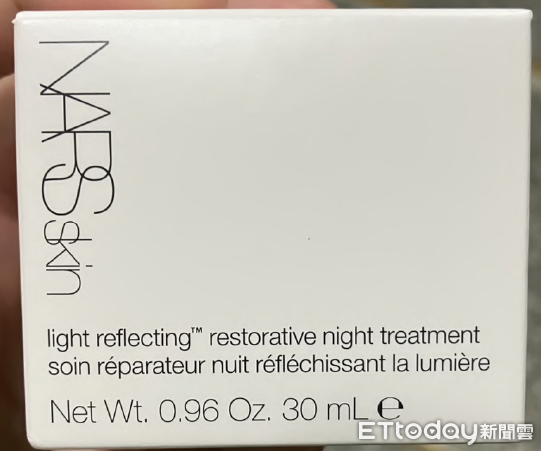 NARS
skin
light reflecting™ restorative night treatment
soin réparateur nuit réfléchissant la lumière
Net Wt. 0.96 Oz. 30 mL ℮
ETtoday新聞雲